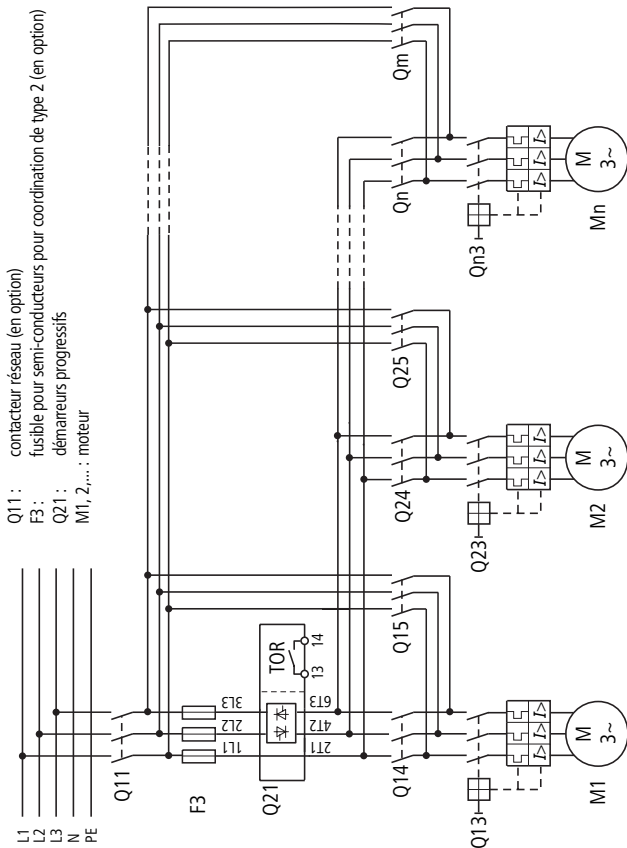 Q11 : contacteur réseau (en option)
F3 : fusible pour semi-conducteurs pour coordination de type 2 (en option)
Q21 : démarreurs progressifs
M1, 2,... : moteur
L1
L2
L3
N
PE
Q11
F3
1L1
2L2
3L3
Q21
TOR
13
14
2T1
4T2
6T3
Q14
Q15
Q24
Q25
Qn
Qm
Q13
I>
I>
I>
M
3~
M1
Q23
I>
I>
I>
M
3~
M2
Qn3
I>
I>
I>
M
3~
Mn